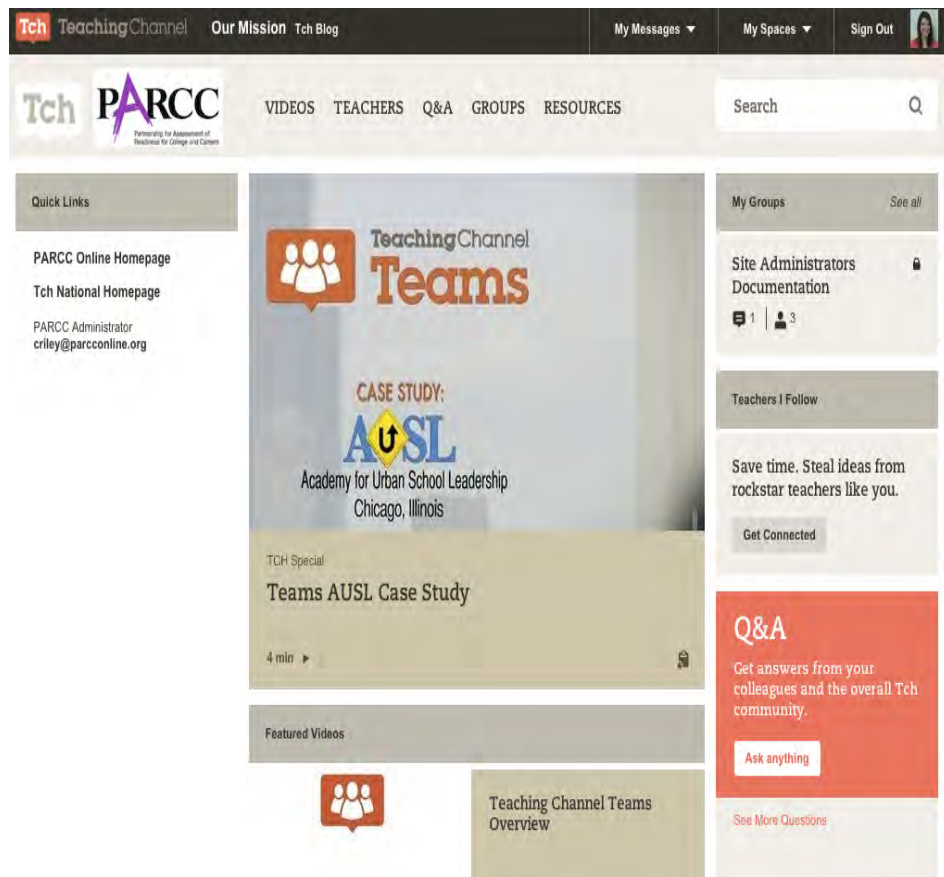 Tch TeachingChannel Our Mission Tch Blog My Messages My Spaces Sign Out
Tch PARCC VIDEOS TEACHERS Q&A GROUPS RESOURCES Search
Partnership for Assessment of
Readiness for College and Careers
Quick Links
PARCC Online Homepage
Tch National Homepage
PARCC Administrator
criley@parcconline.org
TeachingChannel
Teams
CASE STUDY:
AUSL
Academy for Urban School Leadership
Chicago, Illinois
TCH Special
Teams AUSL Case Study
4 min
Featured Videos
Teaching Channel Teams
Overview
My Groups See all
Site Administrators
Documentation
1 3
Teachers I Follow
Save time. Steal ideas from
rockstar teachers like you.
Get Connected
Q&A
Get answers from your
colleagues and the overall Tch
community.
Ask anything
See More Questions